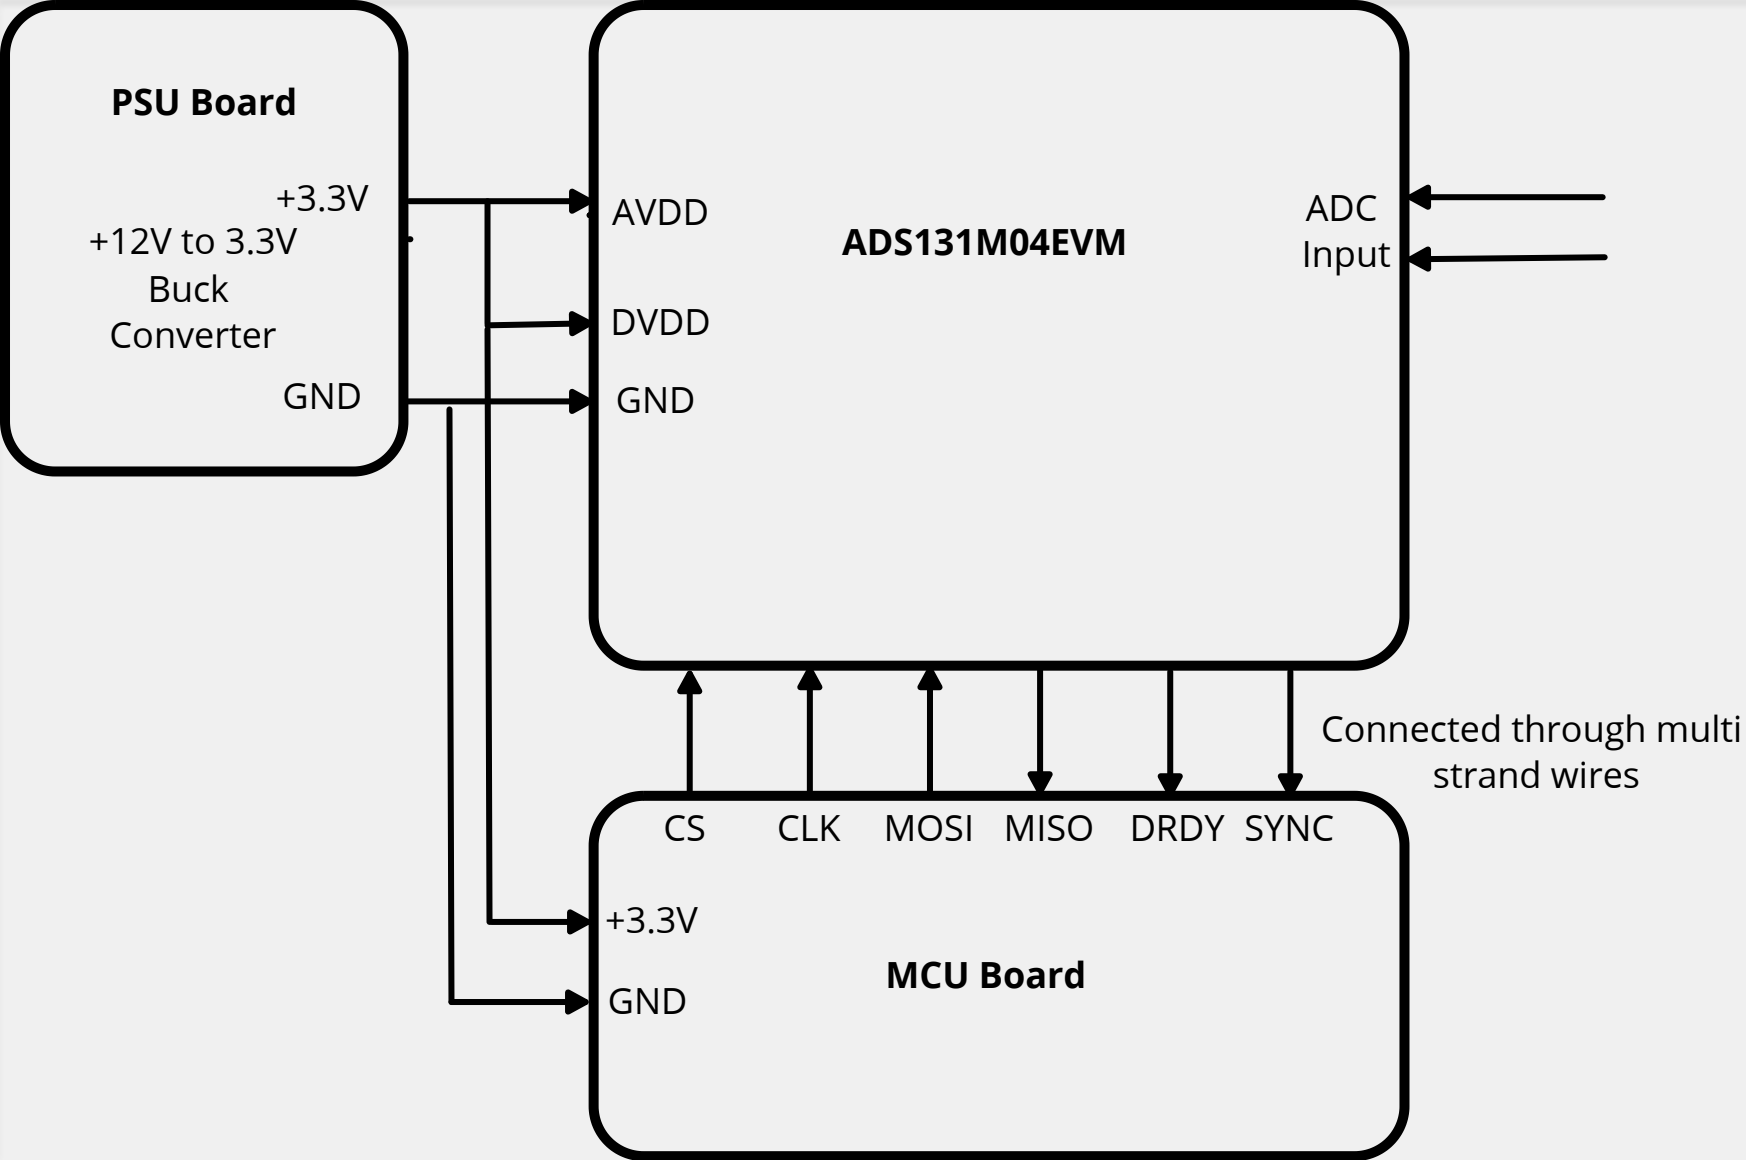 PSU Board
+3.3V
+12V to 3.3V
Buck
Converter
GND
AVDD
DVDD
GND
ADS131M04EVM
ADC
Input
Connected through multi
strand wires
CS
CLK
MOSI
MISO
DRDY
SYNC
+3.3V
GND
MCU Board